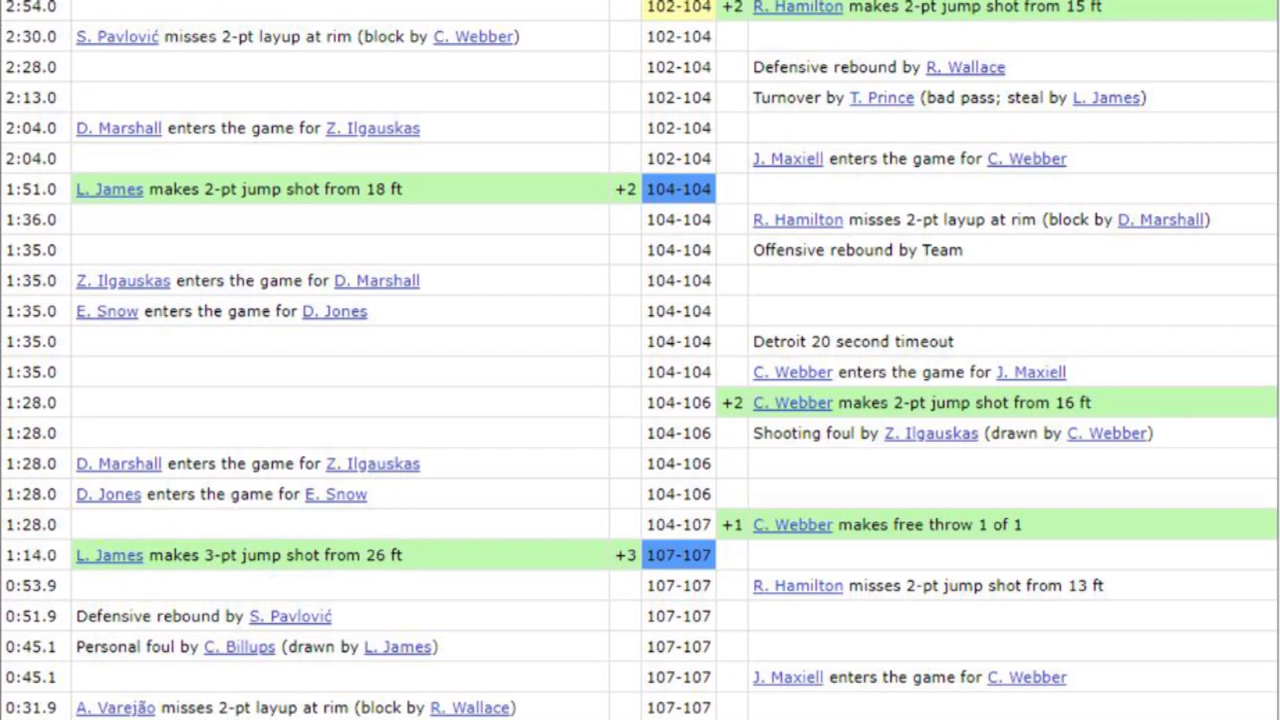 2:54.0 102-104 +2 R. Hamilton makes 2-pt jump shot from 15 ft
2:30.0 S. Pavlović misses 2-pt layup at rim (block by C. Webber) 102-104
2:28.0 102-104 Defensive rebound by R. Wallace
2:13.0 102-104 Turnover by T. Prince (bad pass; steal by L. James)
2:04.0 D. Marshall enters the game for Z. Ilgauskas 102-104
2:04.0 102-104 J. Maxiell enters the game for C. Webber
1:51.0 L. James makes 2-pt jump shot from 18 ft +2 104-104
1:36.0 104-104 R. Hamilton misses 2-pt layup at rim (block by D. Marshall)
1:35.0 104-104 Offensive rebound by Team
1:35.0 Z. Ilgauskas enters the game for D. Marshall 104-104
1:35.0 E. Snow enters the game for D. Jones 104-104
1:35.0 104-104 Detroit 20 second timeout
1:35.0 104-104 C. Webber enters the game for J. Maxiell
1:28.0 104-106 +2 C. Webber makes 2-pt jump shot from 16 ft
1:28.0 104-106 Shooting foul by Z. Ilgauskas (drawn by C. Webber)
1:28.0 D. Marshall enters the game for Z. Ilgauskas 104-106
1:28.0 D. Jones enters the game for E. Snow 104-106
1:28.0 104-107 +1 C. Webber makes free throw 1 of 1
1:14.0 L. James makes 3-pt jump shot from 26 ft +3 107-107
0:53.9 107-107 R. Hamilton misses 2-pt jump shot from 13 ft
0:51.9 Defensive rebound by S. Pavlović 107-107
0:45.1 Personal foul by C. Billups (drawn by L. James) 107-107
0:45.1 107-107 J. Maxiell enters the game for C. Webber
0:31.9 A. Varejão misses 2-pt layup at rim (block by R. Wallace) 107-107